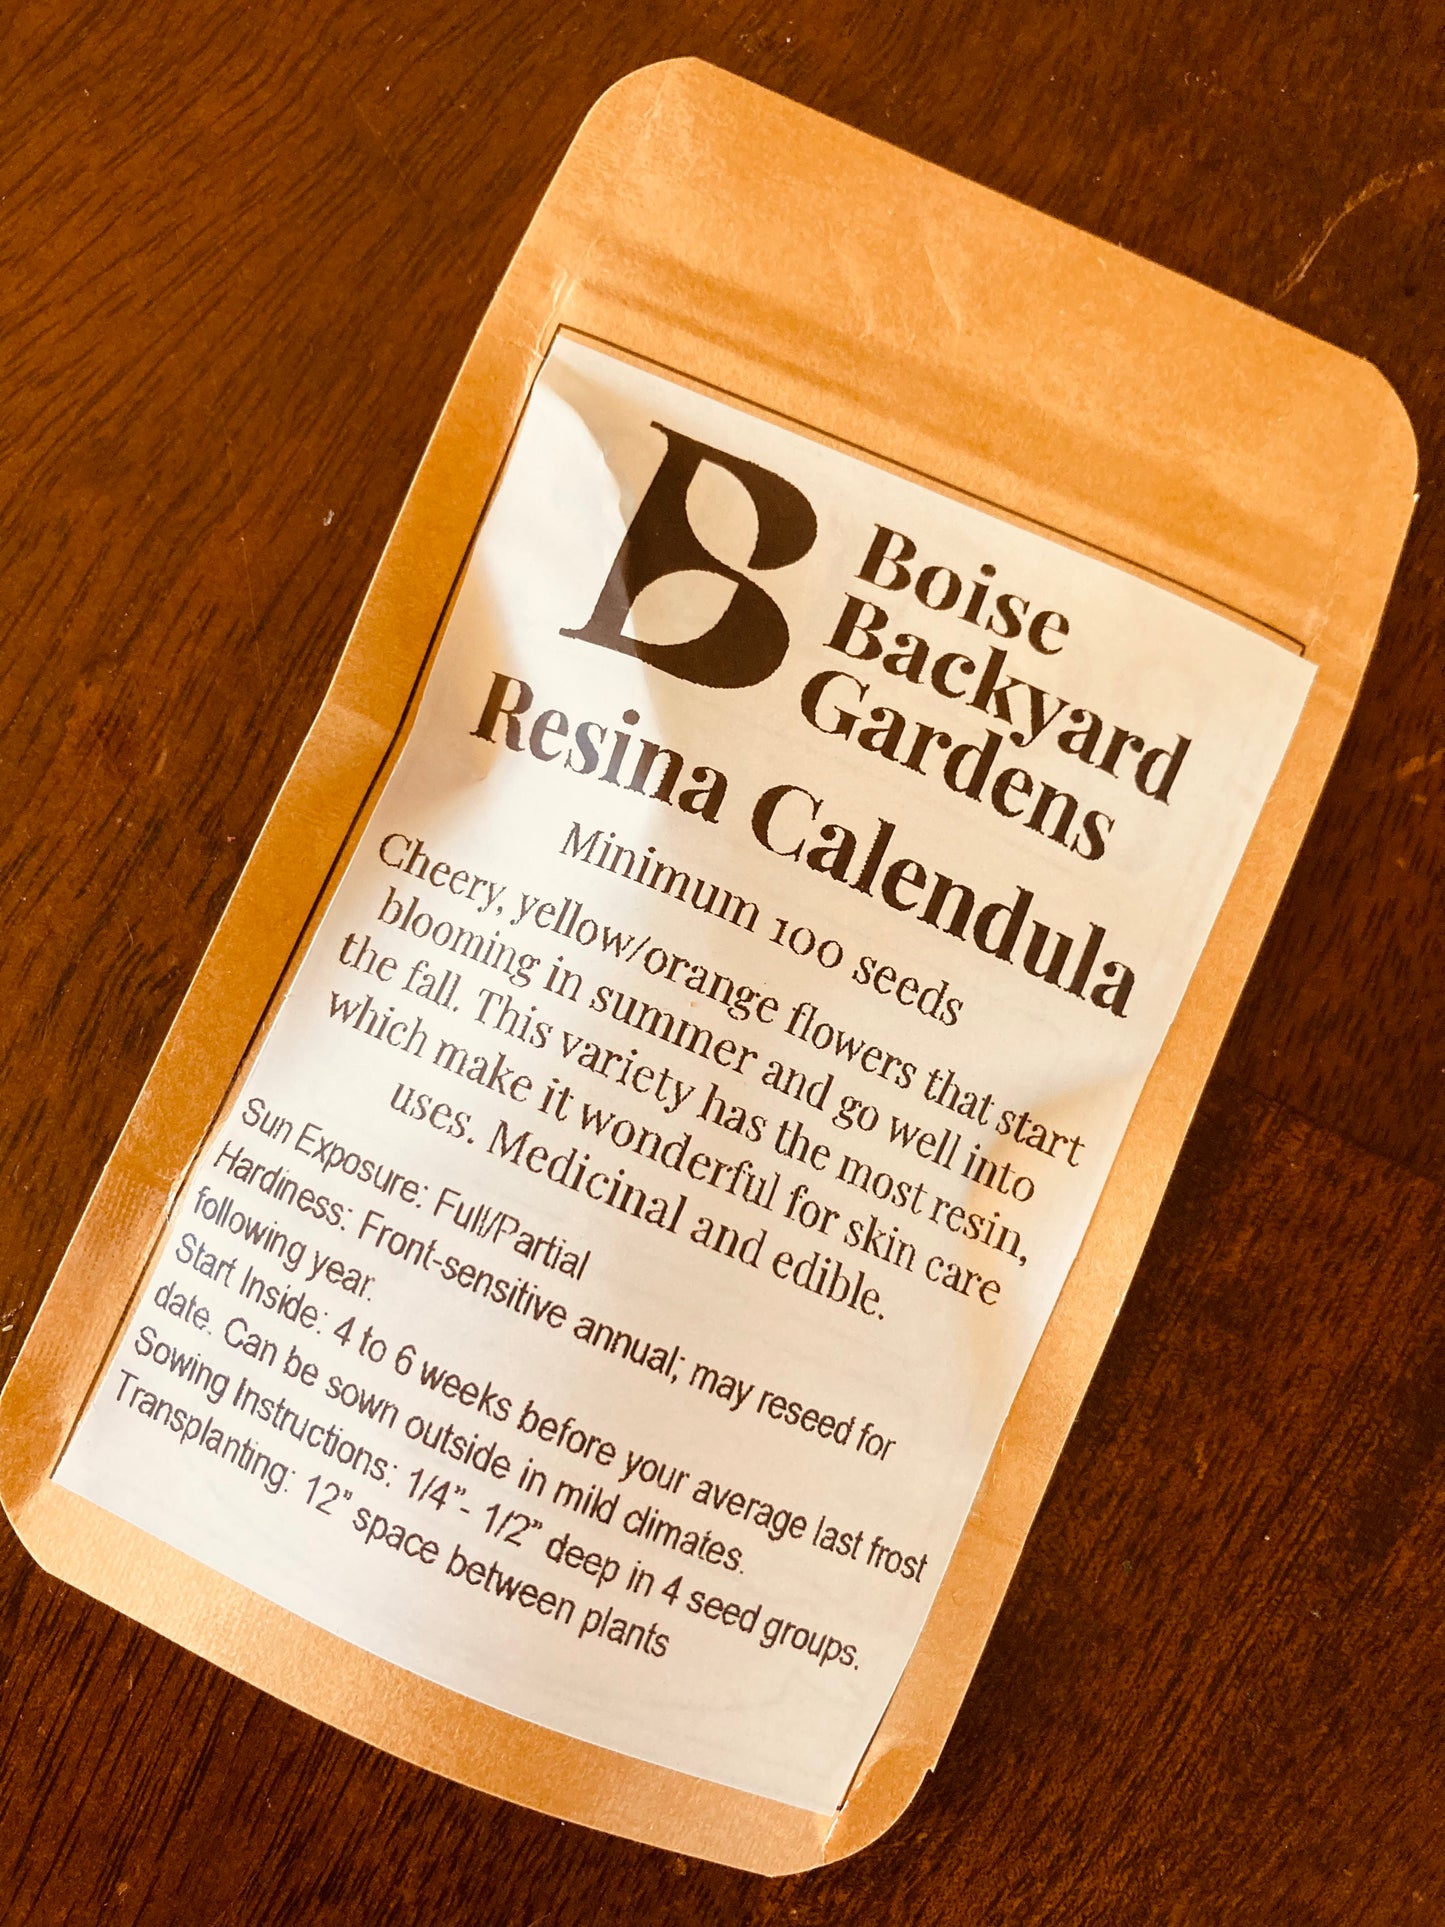 B
Boise
Backyard
Gardens
Resina Calendula
Minimum 100 seeds
Cheery, yellow/orange flowers that start
blooming in summer and go well into
the fall. This variety has the most resin,
which make it wonderful for skin care
uses. Medicinal and edible.
Sun Exposure: Full/Partial
Hardiness: Front-sensitive annual; may reseed for
following year.
Start Inside: 4 to 6 weeks before your average last frost
date. Can be sown outside in mild climates.
Sowing Instructions: 1/4”- 1/2” deep in 4 seed groups.
Transplanting: 12” space between plants